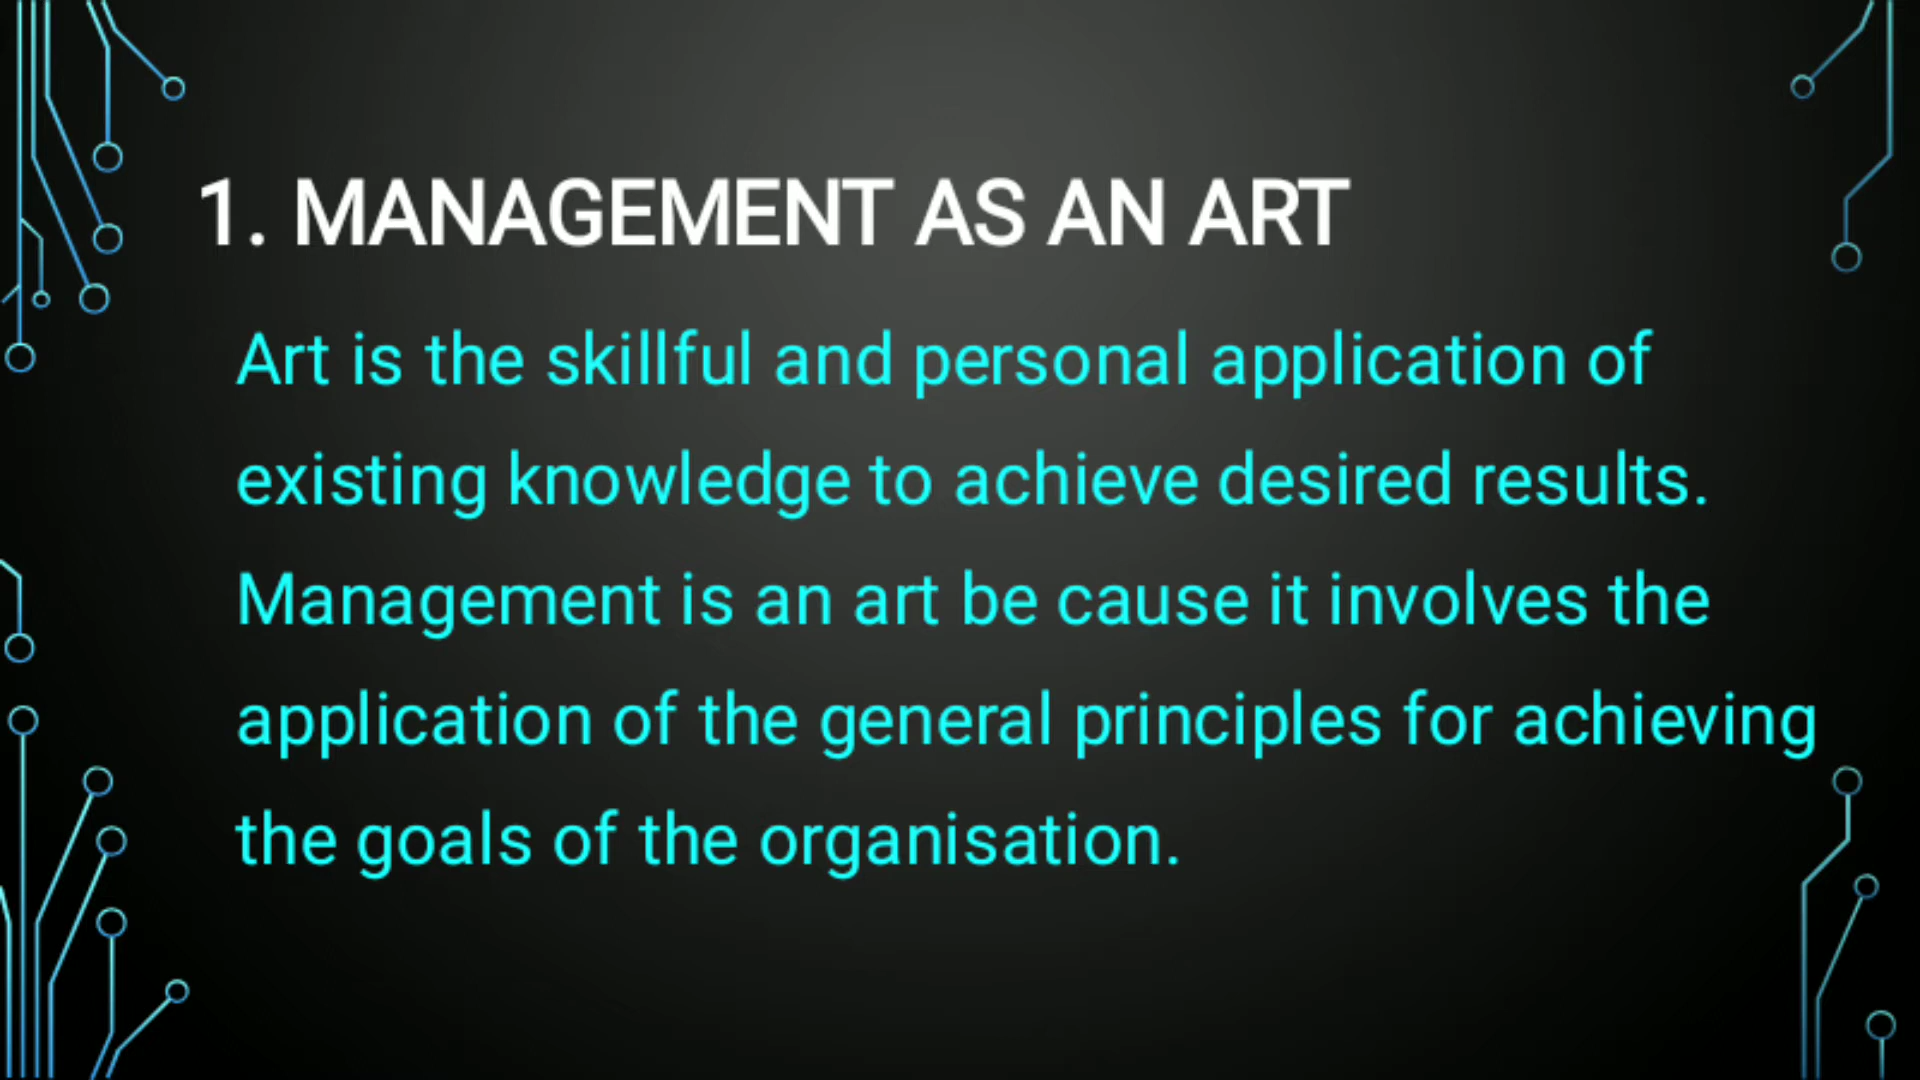 1. MANAGEMENT AS AN ART
Art is the skillful and personal application of
existing knowledge to achieve desired results.
Management is an art be cause it involves the
application of the general principles for achieving
the goals of the organisation.